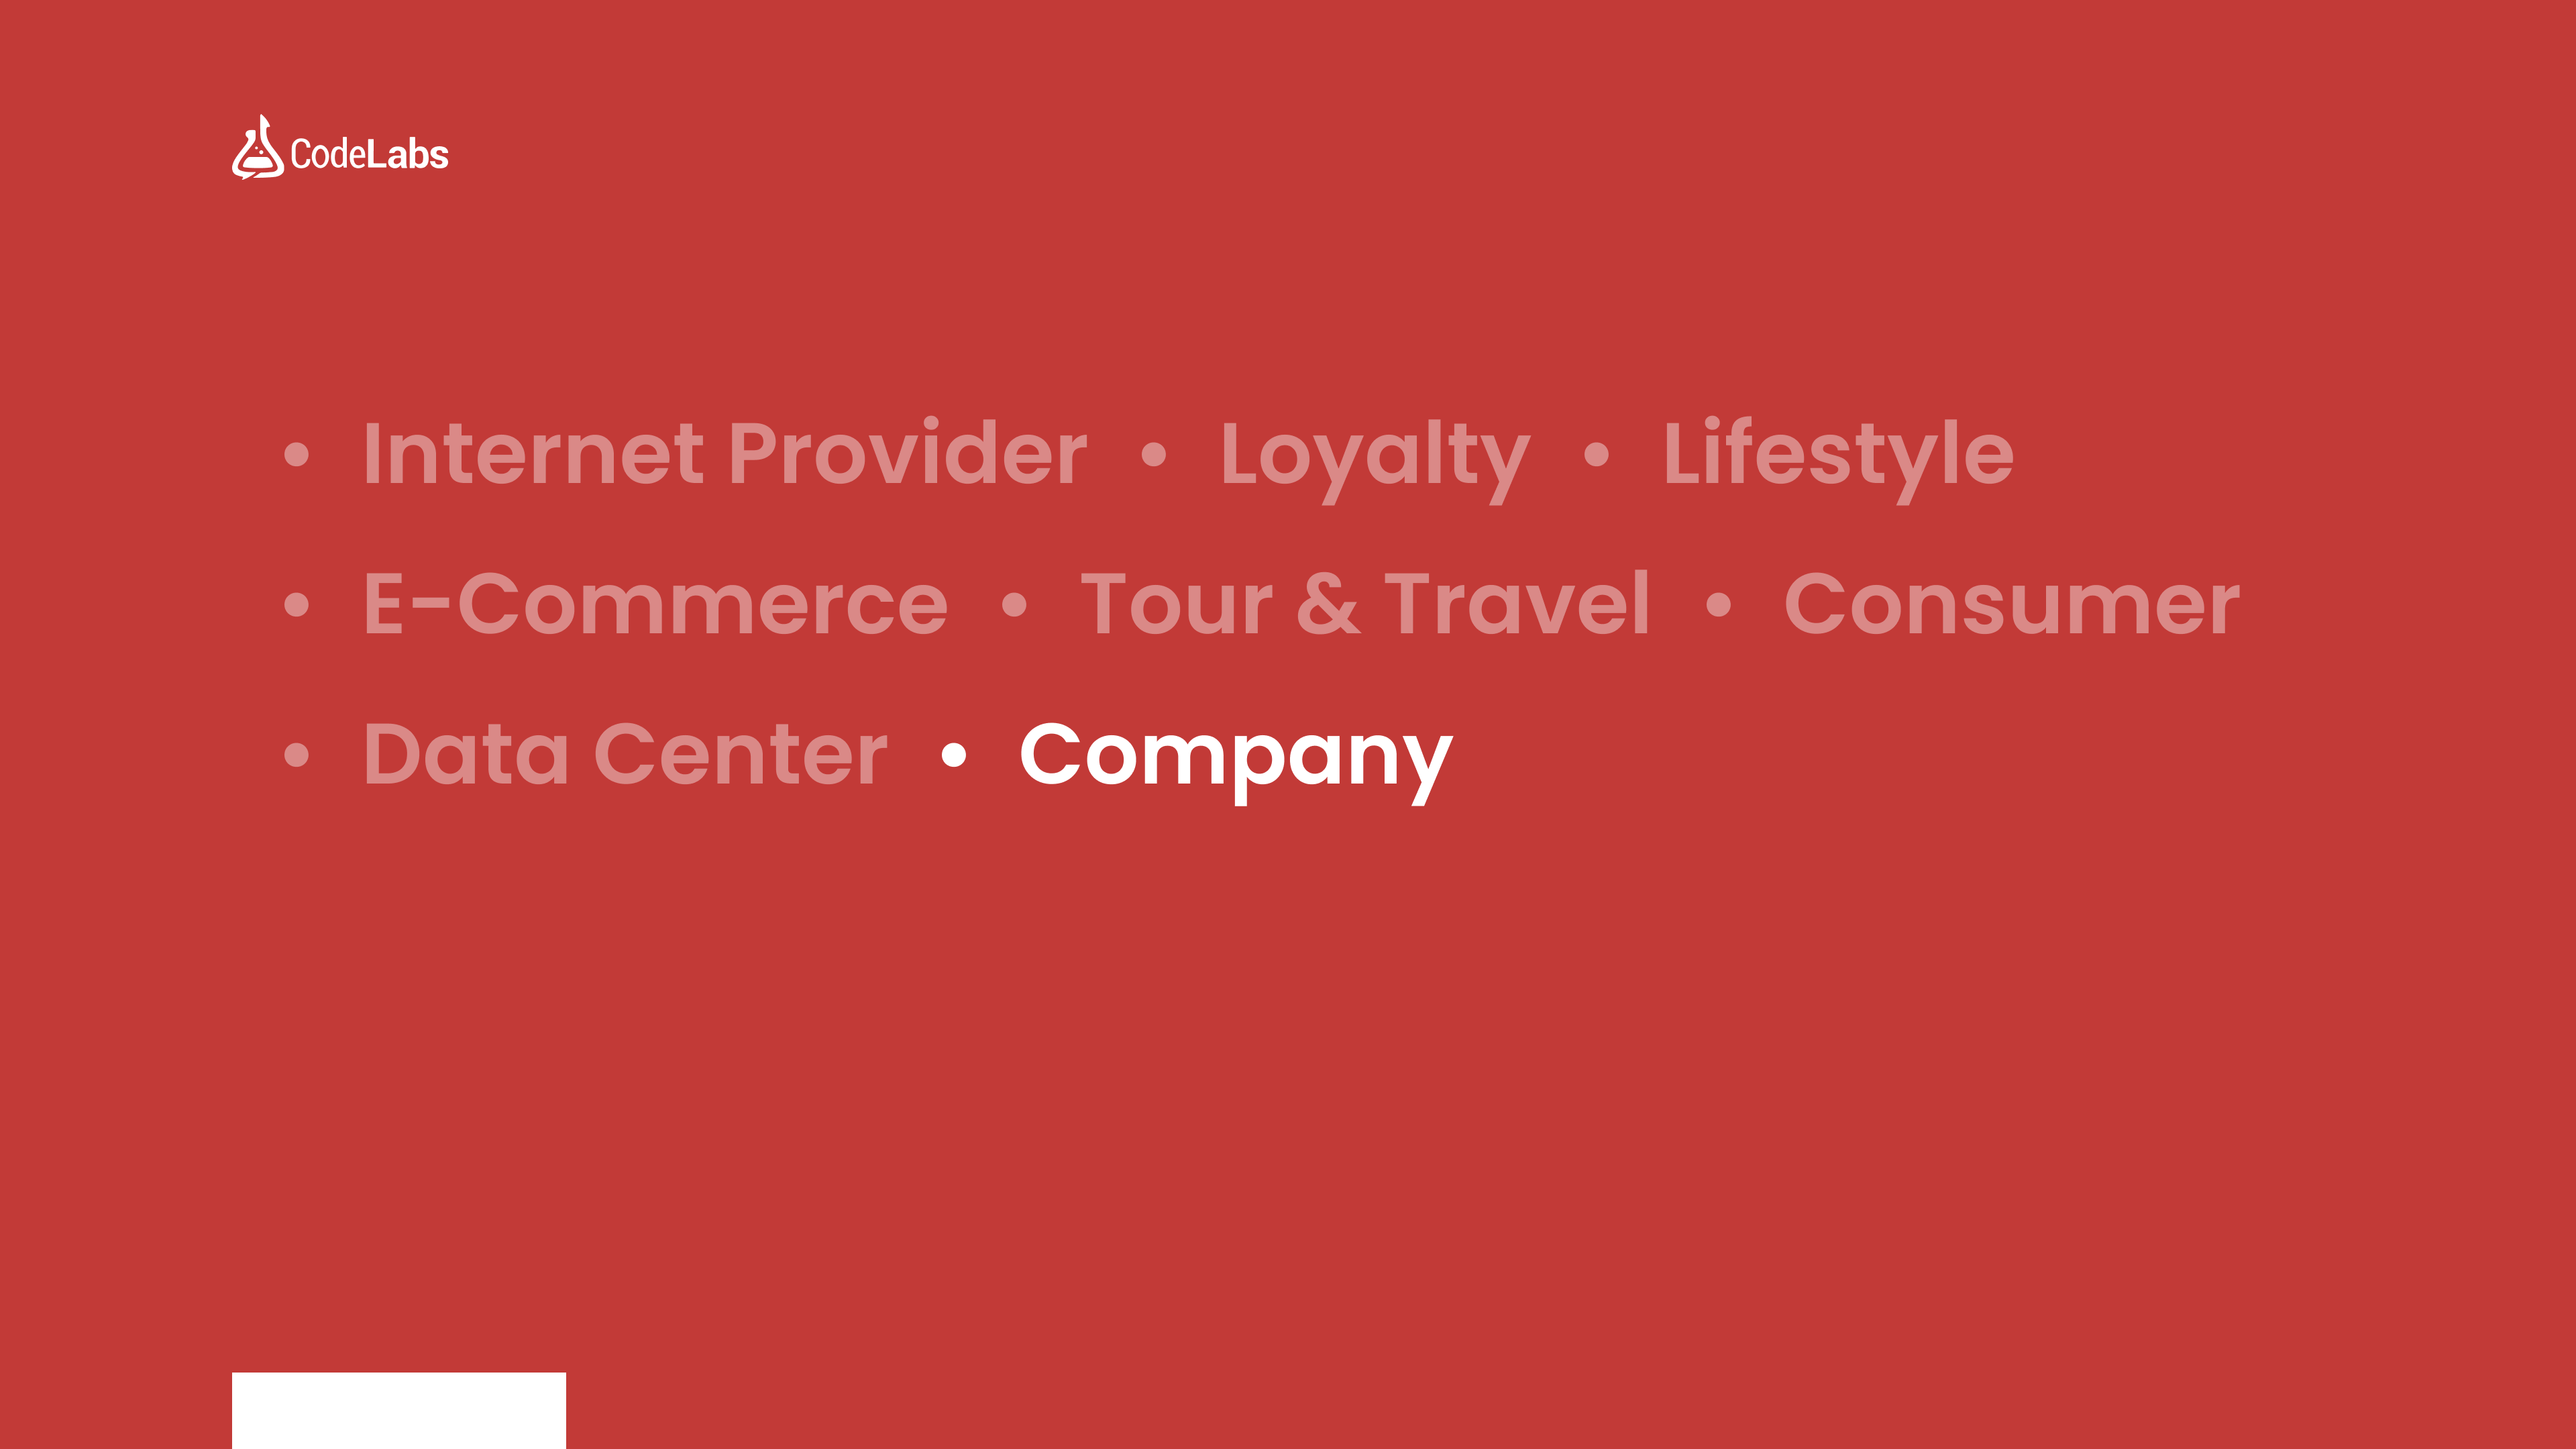 CodeLabs
• Internet Provider • Loyalty • Lifestyle
• E-Commerce • Tour & Travel • Consumer
• Data Center • Company